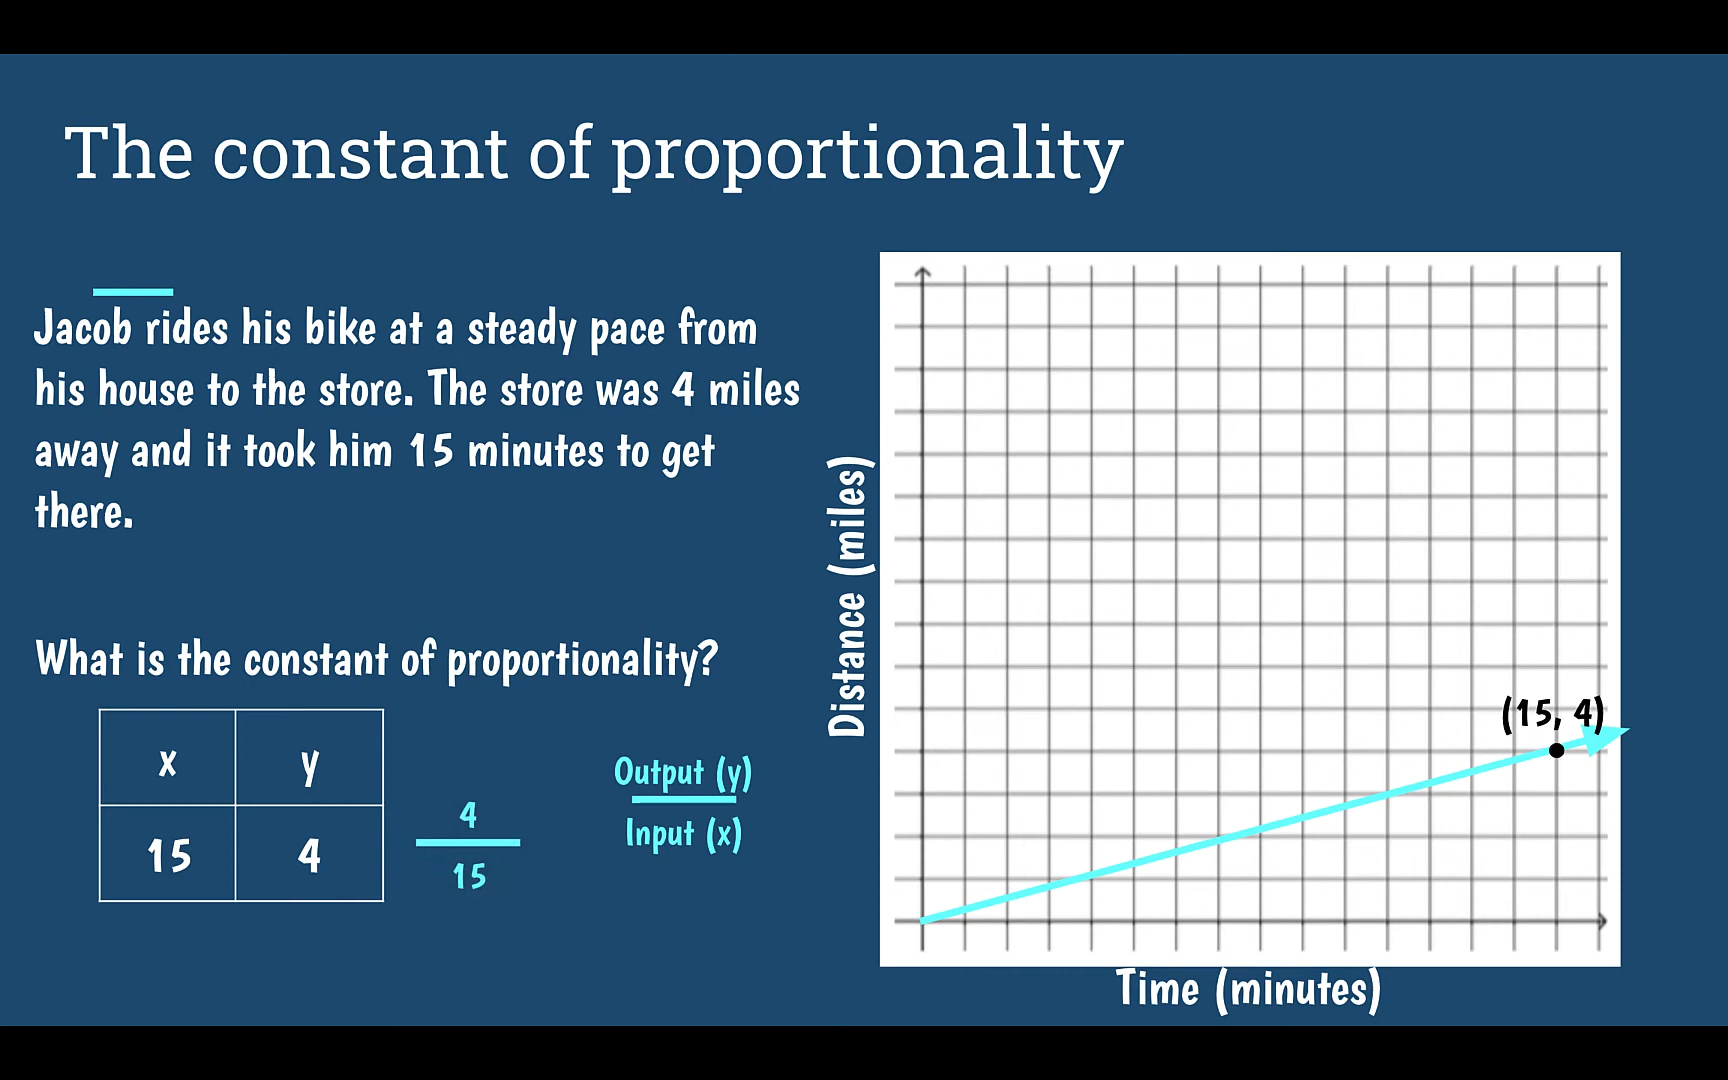 The constant of proportionality
Jacob rides his bike at a steady pace from
his house to the store. The store was 4 miles
away and it took him 15 minutes to get
there.
What is the constant of proportionality?
x y
15 4
4
15
Output (y)
Input (x)
Distance (miles)
(15, 4)
Time (minutes)